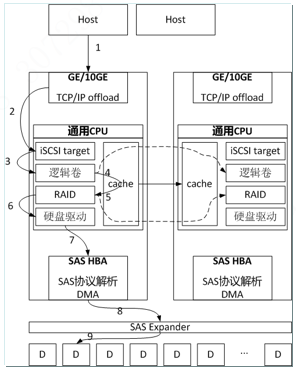 Host
Host
1
GE/10GE
TCP/IP offload
GE/10GE
TCP/IP offload
2
通用CPU
通用CPU
iSCSI target
iSCSI target
3
逻辑卷
4
cache
cache
逻辑卷
RAID
5
RAID
6
硬盘驱动
硬盘驱动
7
SAS HBA
SAS协议解析
DMA
SAS HBA
SAS协议解析
DMA
8
SAS Expander
9
D
D
D
D
D
D
D
...
D